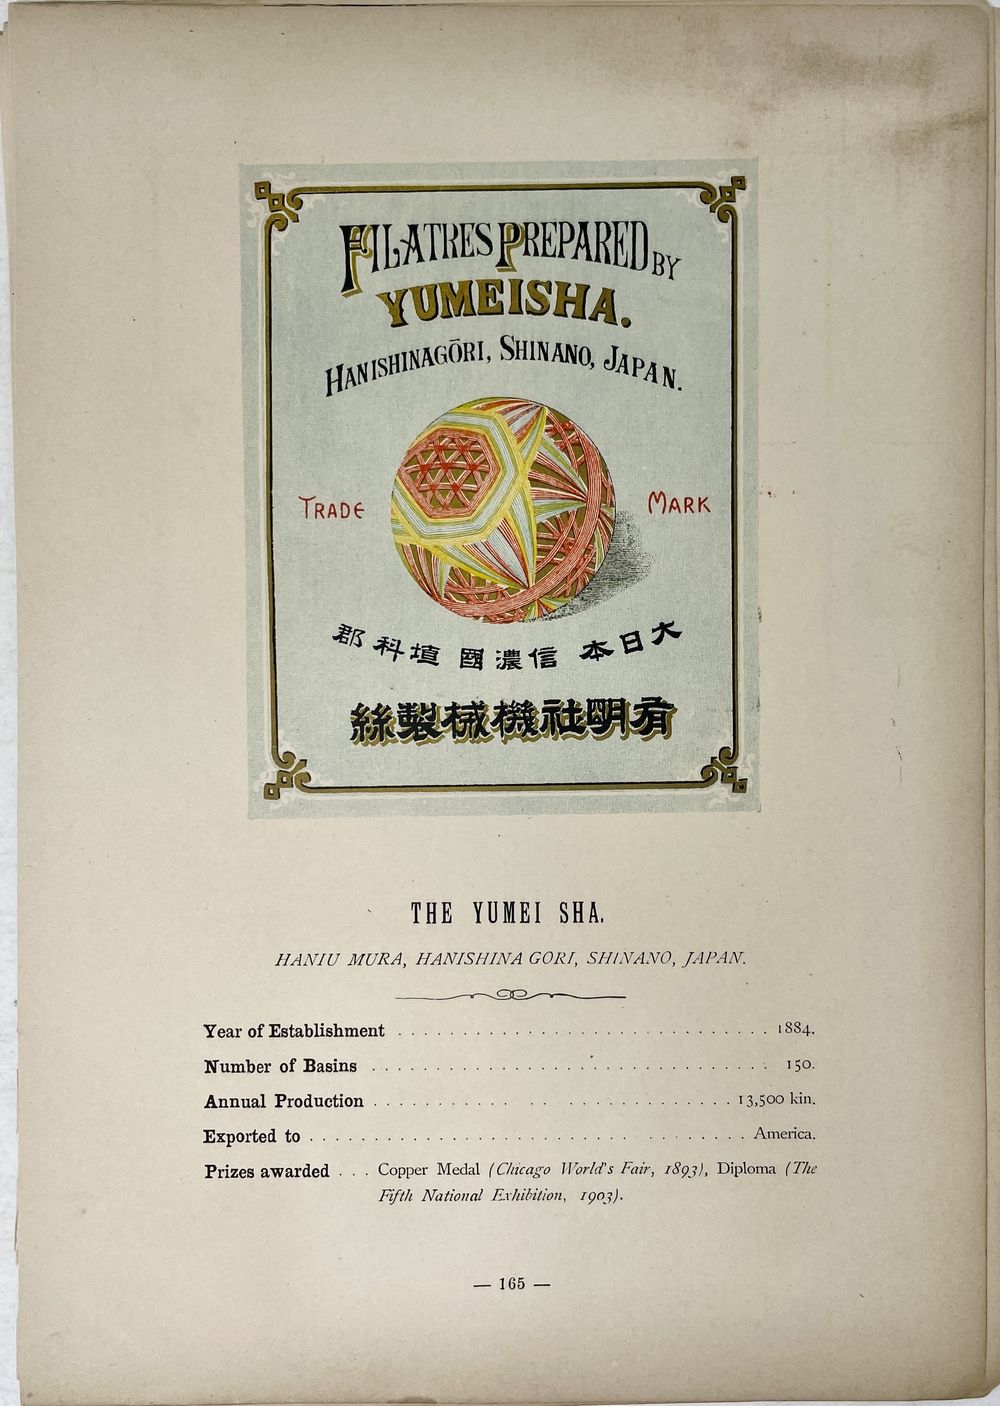 FILATRES PREPARED BY
YUMEISHA.
HANISHINAGŌRI, SHINANO, JAPAN.
TRADE MARK
大日本 信濃國 埴科郡
有明社機械製絲
THE YUMEI SHA.
HANIU MURA, HANISHINA GORI, SHINANO, JAPAN.
Year of Establishment . . . . . . . . . . . . . . . . . . . . . . . . . . . . . 1884.
Number of Basins . . . . . . . . . . . . . . . . . . . . . . . . . . . . . . . 150.
Annual Production . . . . . . . . . . . . . . . . . . . . . . . . . . . 13,500 kin.
Exported to . . . . . . . . . . . . . . . . . . . . . . . . . . . . . . . . America.
Prizes awarded . . . Copper Medal (Chicago World's Fair, 1893), Diploma (The
Fifth National Exhibition, 1903).
— 165 —